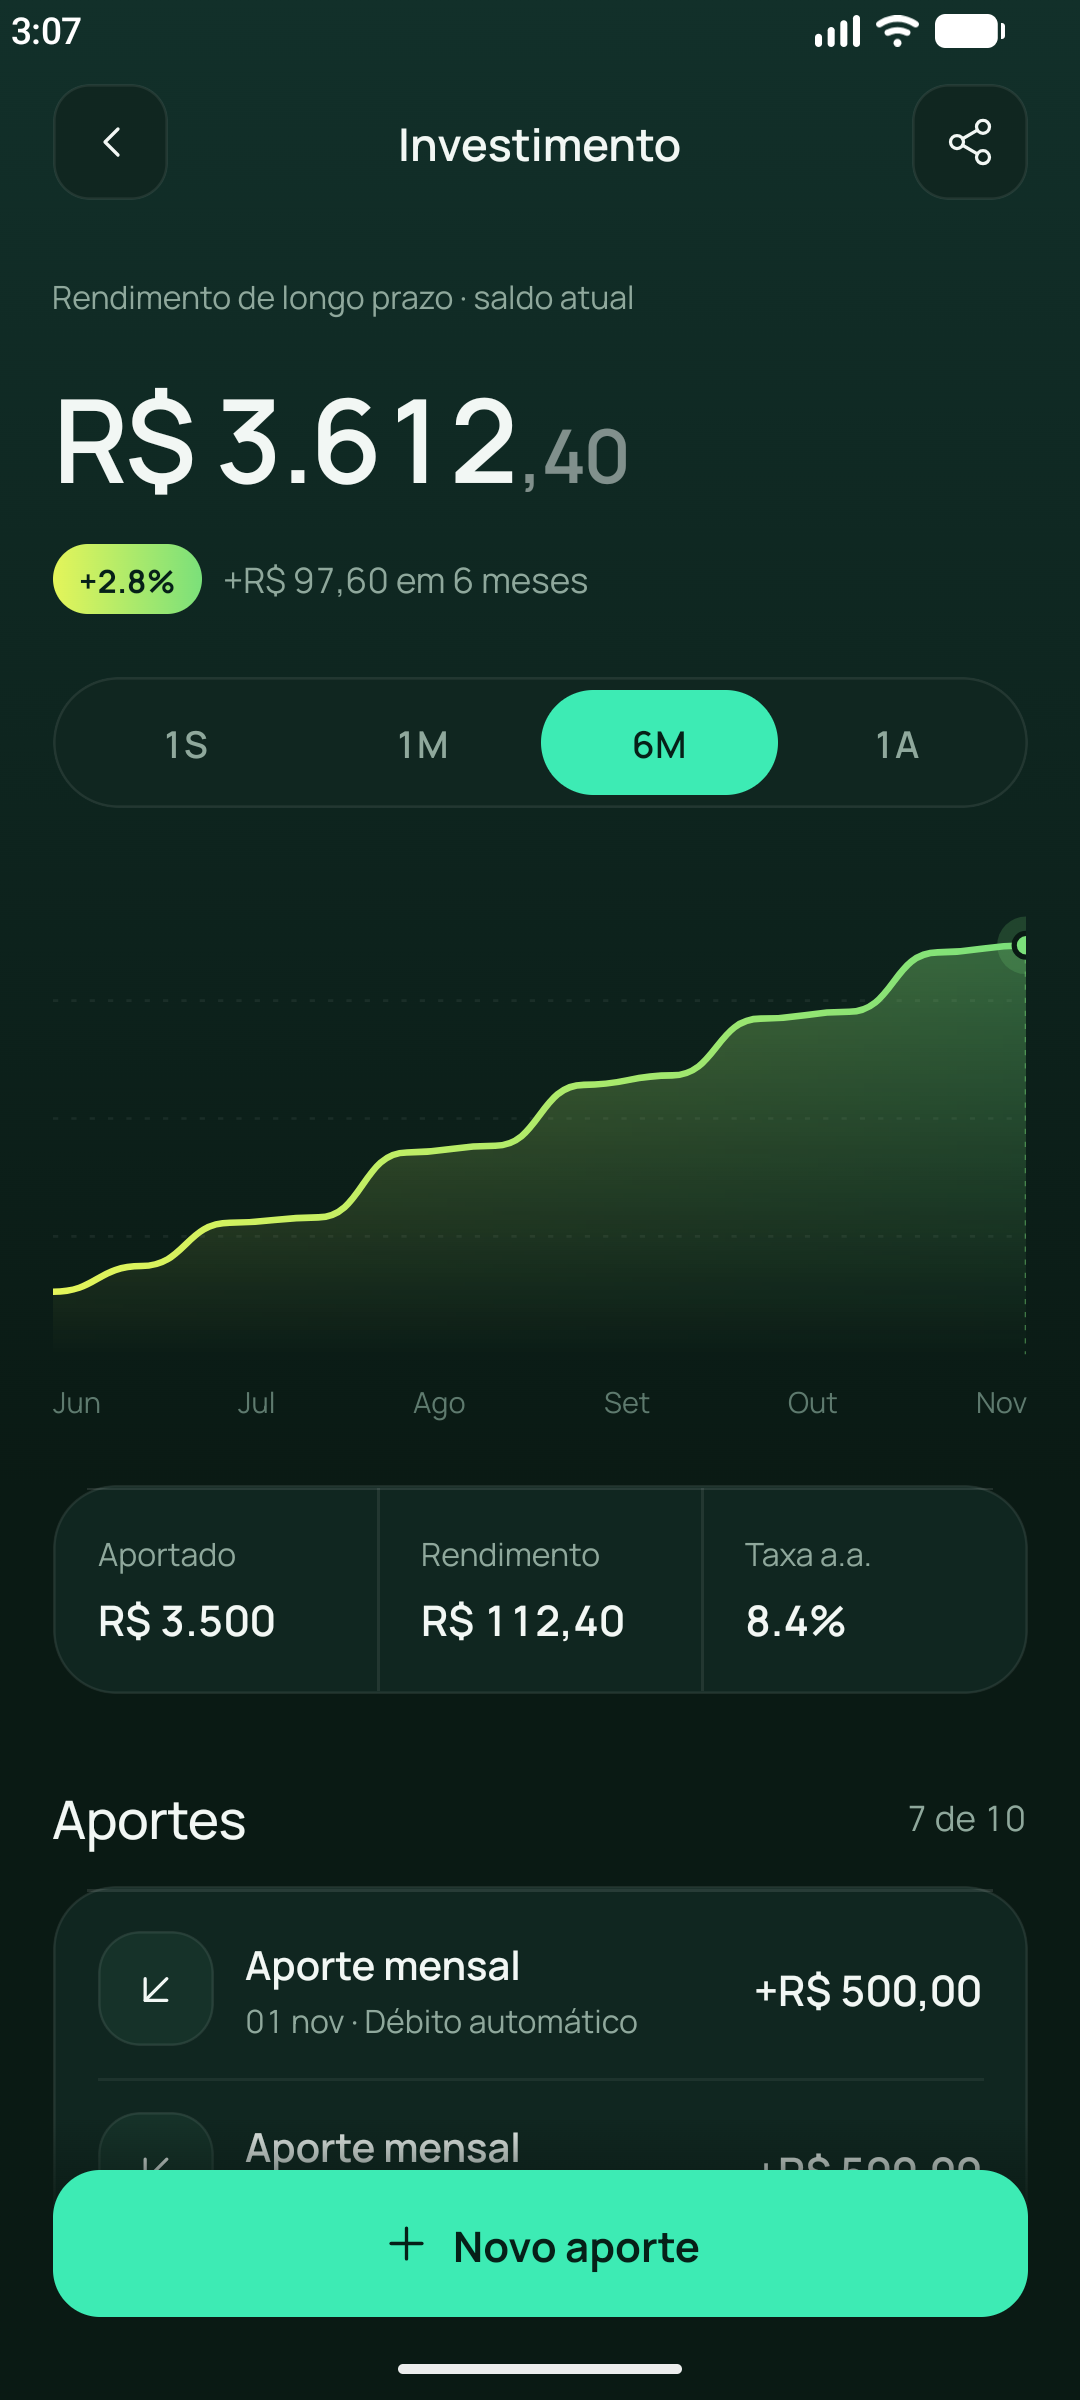 3:07
Investimento
Rendimento de longo prazo · saldo atual
R$ 3.612,40
+2.8% +R$ 97,60 em 6 meses
1S 1M 6M 1A
Jun Jul Ago Set Out Nov
Aportado Rendimento Taxa a.a.
R$ 3.500 R$ 112,40 8.4%
Aportes 7 de 10
Aporte mensal
+R$ 500,00
01 nov · Débito automático
Aporte mensal
+R$ 500,00
Novo aporte